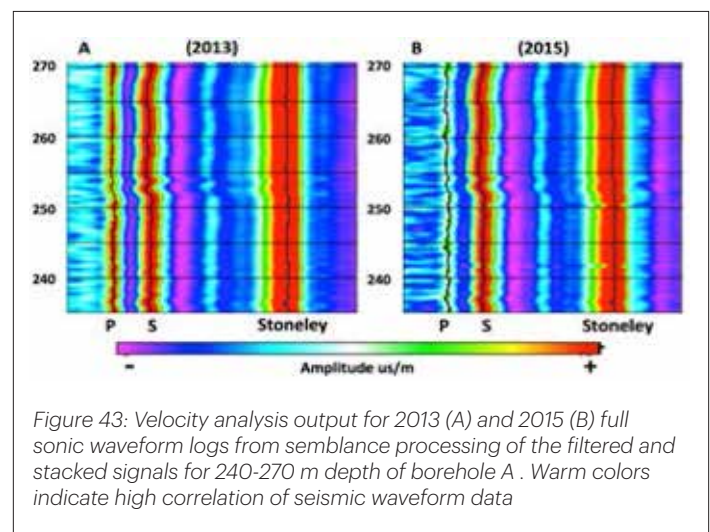 A (2013) B (2015)
270 270
260 260
250 250
240 240
P S Stoneley P S Stoneley
- Amplitude us/m +
Figure 43: Velocity analysis output for 2013 (A) and 2015 (B) full
sonic waveform logs from semblance processing of the filtered and
stacked signals for 240-270 m depth of borehole A . Warm colors
indicate high correlation of seismic waveform data